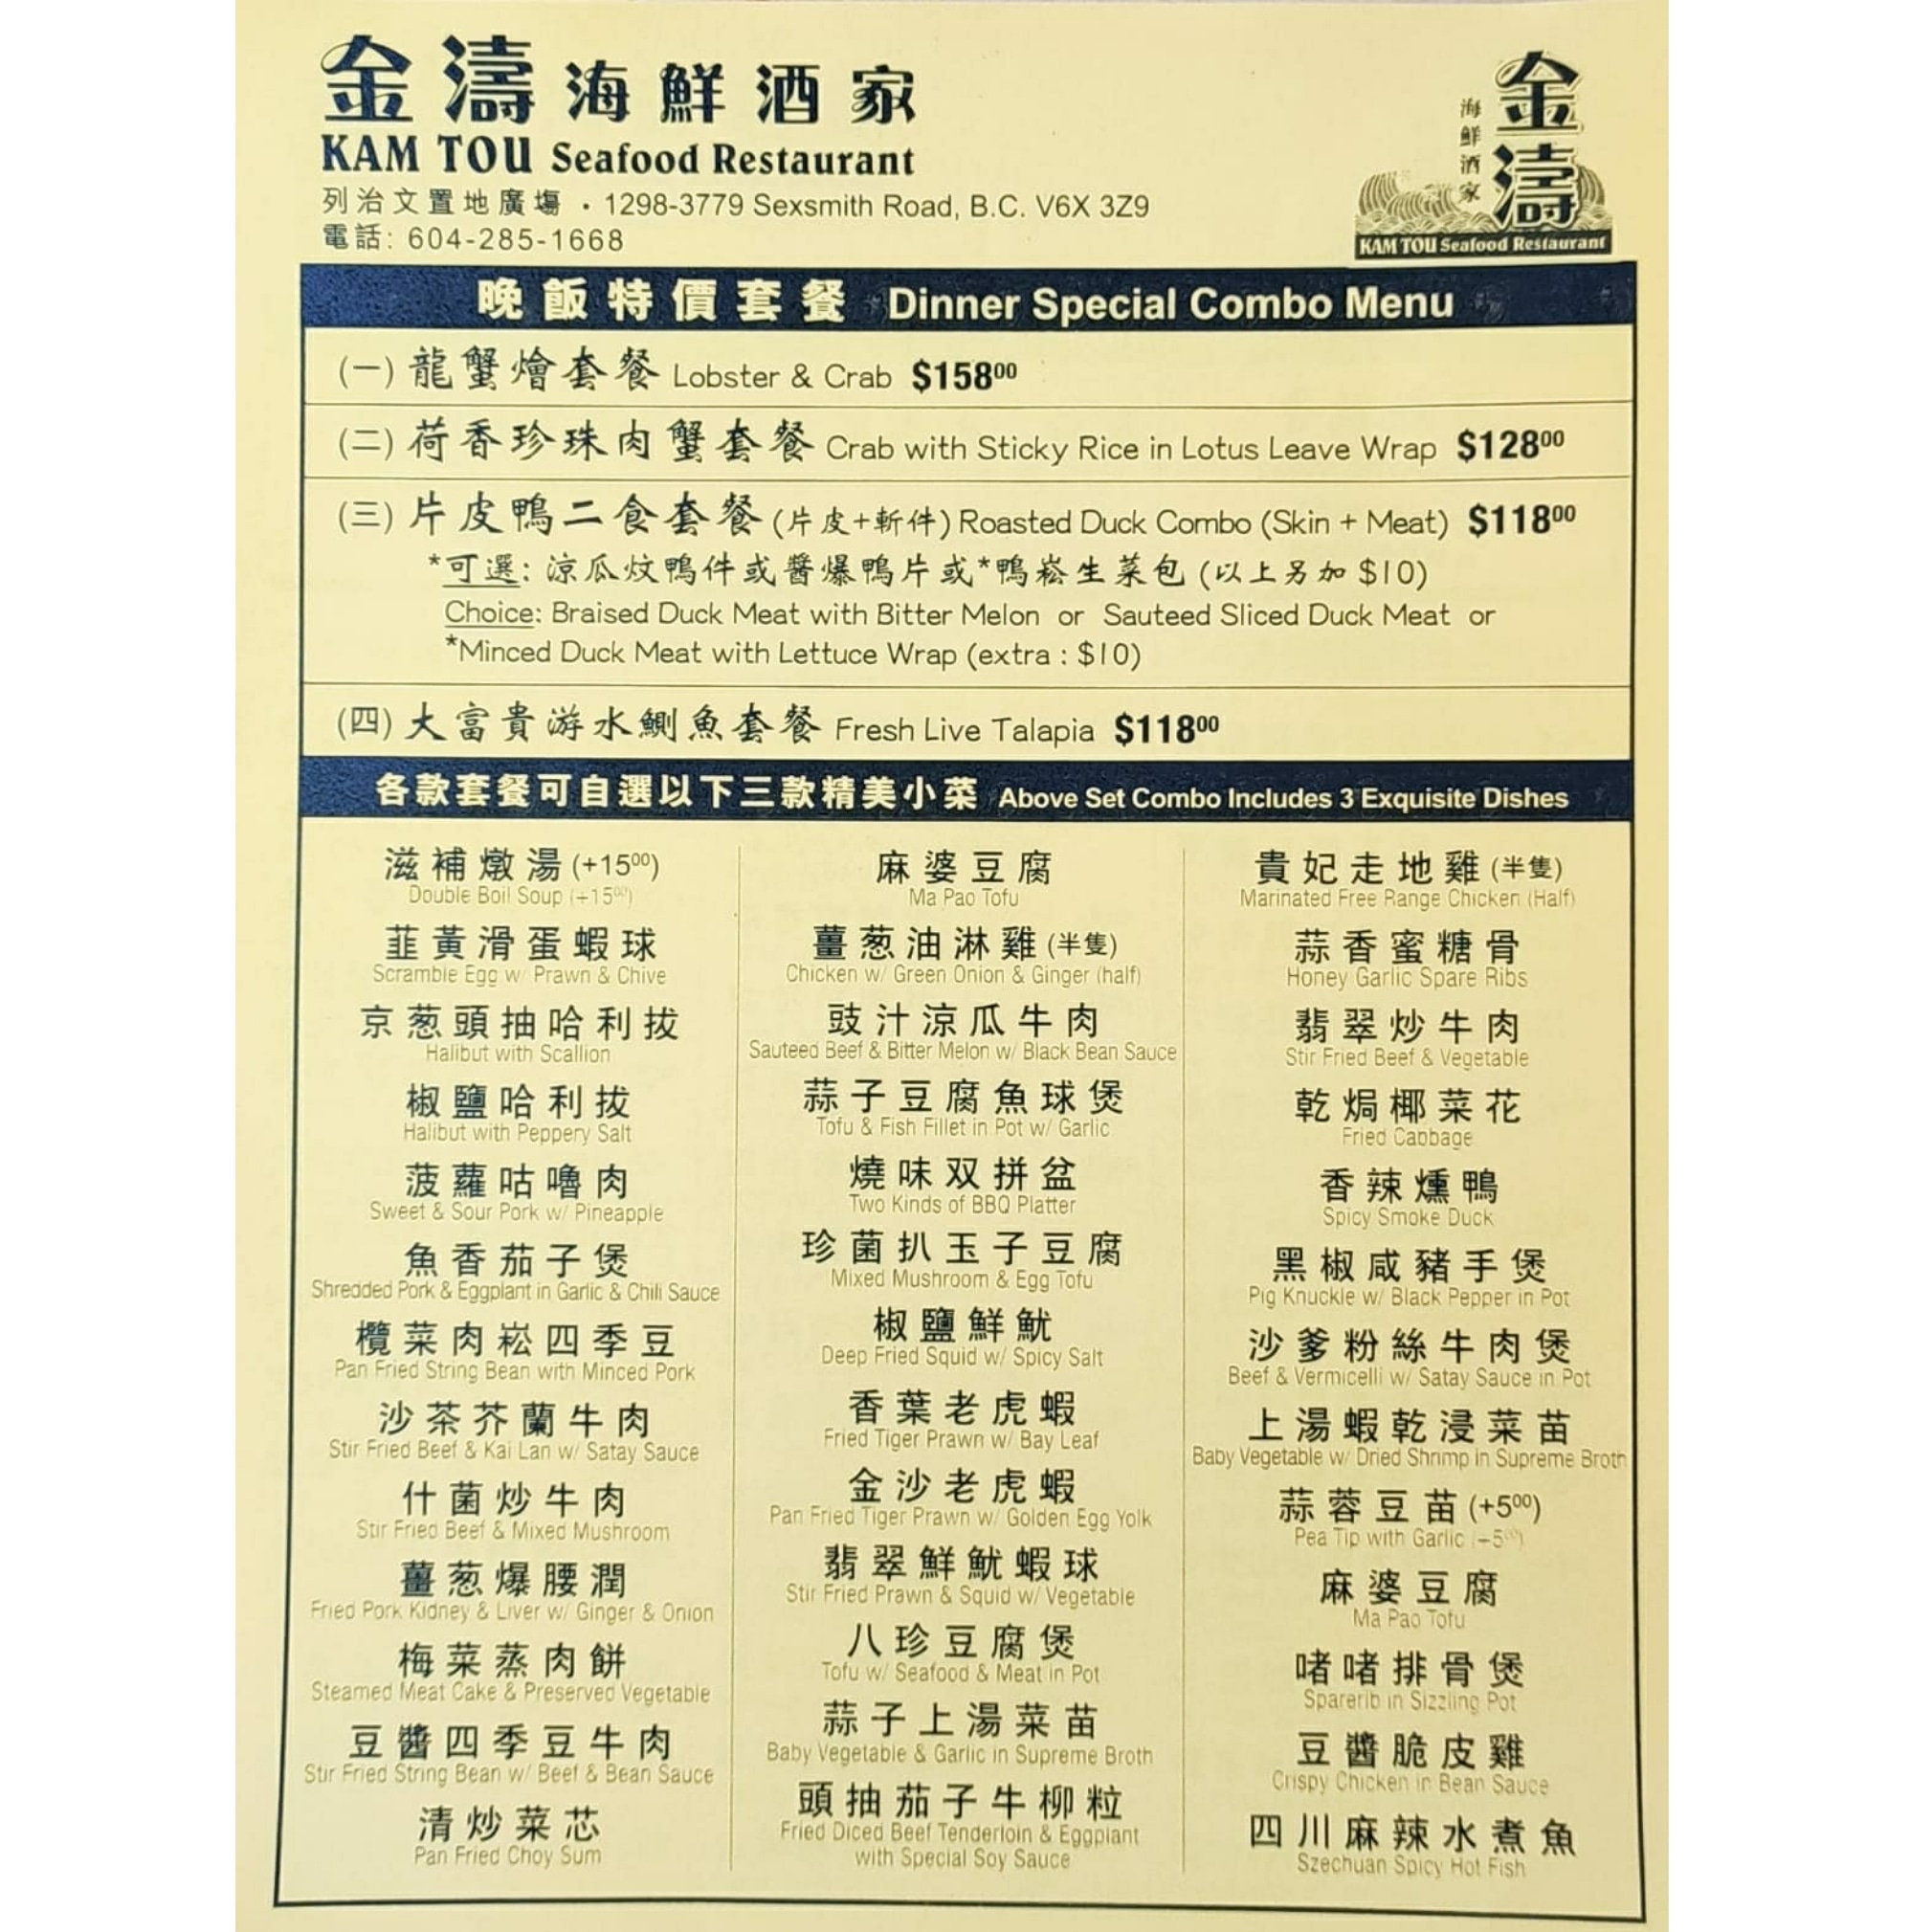 金濤海鮮酒家
KAM TOU Seafood Restaurant
列治文置地廣場 • 1298-3779 Sexsmith Road, B.C. V6X 3Z9
電話: 604-285-1668
海鮮酒家
金濤
KAM TOU Seafood Restaurant
晚飯特價套餐 Dinner Special Combo Menu
(一) 龍蟹燴套餐 Lobster & Crab $158⁰⁰
(二) 荷香珍珠肉蟹套餐 Crab with Sticky Rice in Lotus Leave Wrap $128⁰⁰
(三) 片皮鴨二食套餐 (片皮+斬件) Roasted Duck Combo (Skin + Meat) $118⁰⁰
*可選: 涼瓜炆鴨件或醬爆鴨片或*鴨崧生菜包 (以上另加 $10)
Choice: Braised Duck Meat with Bitter Melon or Sauteed Sliced Duck Meat or
*Minced Duck Meat with Lettuce Wrap (extra : $10)
(四) 大富貴游水鰂魚套餐 Fresh Live Talapia $118⁰⁰
各款套餐可自選以下三款精美小菜 Above Set Combo Includes 3 Exquisite Dishes
滋補燉湯 (+15⁰⁰)
Double Boil Soup (+15⁰⁰)
韮黃滑蛋蝦球
Scramble Egg w/ Prawn & Chive
京葱頭抽哈利拔
Halibut with Scallion
椒鹽哈利拔
Halibut with Peppery Salt
菠蘿咕嚕肉
Sweet & Sour Pork w/ Pineapple
魚香茄子煲
Shredded Pork & Eggplant in Garlic & Chili Sauce
欖菜肉崧四季豆
Pan Fried String Bean with Minced Pork
沙茶芥蘭牛肉
Stir Fried Beef & Kai Lan w/ Satay Sauce
什菌炒牛肉
Stir Fried Beef & Mixed Mushroom
薑葱爆腰潤
Fried Pork Kidney & Liver w/ Ginger & Onion
梅菜蒸肉餅
Steamed Meat Cake & Preserved Vegetable
豆醬四季豆牛肉
Stir Fried String Bean w/ Beef & Bean Sauce
清炒菜芯
Pan Fried Choy Sum
麻婆豆腐
Ma Pao Tofu
薑葱油淋雞 (半隻)
Chicken w/ Green Onion & Ginger (half)
豉汁涼瓜牛肉
Sauteed Beef & Bitter Melon w/ Black Bean Sauce
蒜子豆腐魚球煲
Tofu & Fish Fillet in Pot w/ Garlic
燒味双拼盆
Two Kinds of BBQ Platter
珍菌扒玉子豆腐
Mixed Mushroom & Egg Tofu
椒鹽鮮魷
Deep Fried Squid w/ Spicy Salt
香葉老虎蝦
Fried Tiger Prawn w/ Bay Leaf
金沙老虎蝦
Pan Fried Tiger Prawn w/ Golden Egg Yolk
翡翠鮮魷蝦球
Stir Fried Prawn & Squid w/ Vegetable
八珍豆腐煲
Tofu w/ Seafood & Meat in Pot
蒜子上湯菜苗
Baby Vegetable & Garlic in Supreme Broth
頭抽茄子牛柳粒
Fried Diced Beef Tenderloin & Eggplant
with Special Soy Sauce
貴妃走地雞 (半隻)
Marinated Free Range Chicken (Half)
蒜香蜜糖骨
Honey Garlic Spare Ribs
翡翠炒牛肉
Stir Fried Beef & Vegetable
乾焗椰菜花
Fried Cabbage
香辣燻鴨
Spicy Smoke Duck
黑椒咸豬手煲
Pig Knuckle w/ Black Pepper in Pot
沙爹粉絲牛肉煲
Beef & Vermicelli w/ Satay Sauce in Pot
上湯蝦乾浸菜苗
Baby Vegetable w/ Dried Shrimp in Supreme Broth
蒜蓉豆苗 (+5⁰⁰)
Pea Tip with Garlic (+5⁰⁰)
麻婆豆腐
Ma Pao Tofu
啫啫排骨煲
Sparerib in Sizzling Pot
豆醬脆皮雞
Crispy Chicken in Bean Sauce
四川麻辣水煮魚
Szechuan Spicy Hot Fish